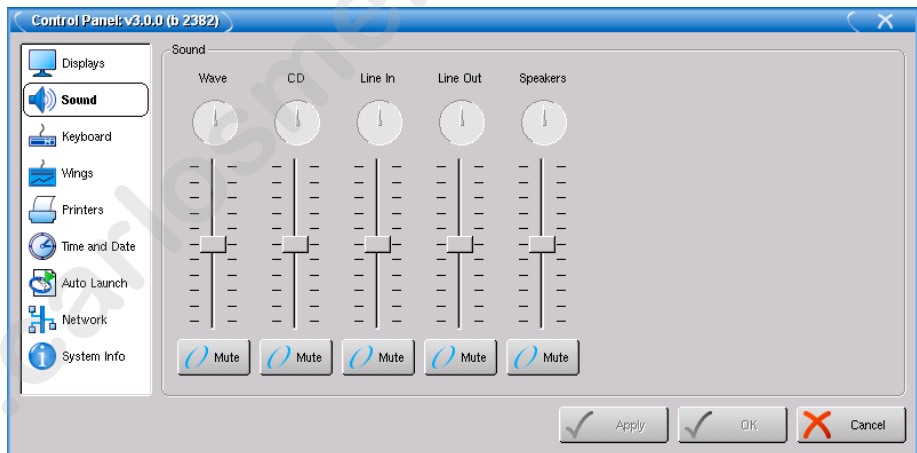 Control Panel: v3.0.0 (b 2382)
Displays
Sound
Keyboard
Wings
Printers
Time and Date
Auto Launch
Network
System Info
Sound
Wave CD Line In Line Out Speakers
Mute Mute Mute Mute Mute
Apply OK Cancel